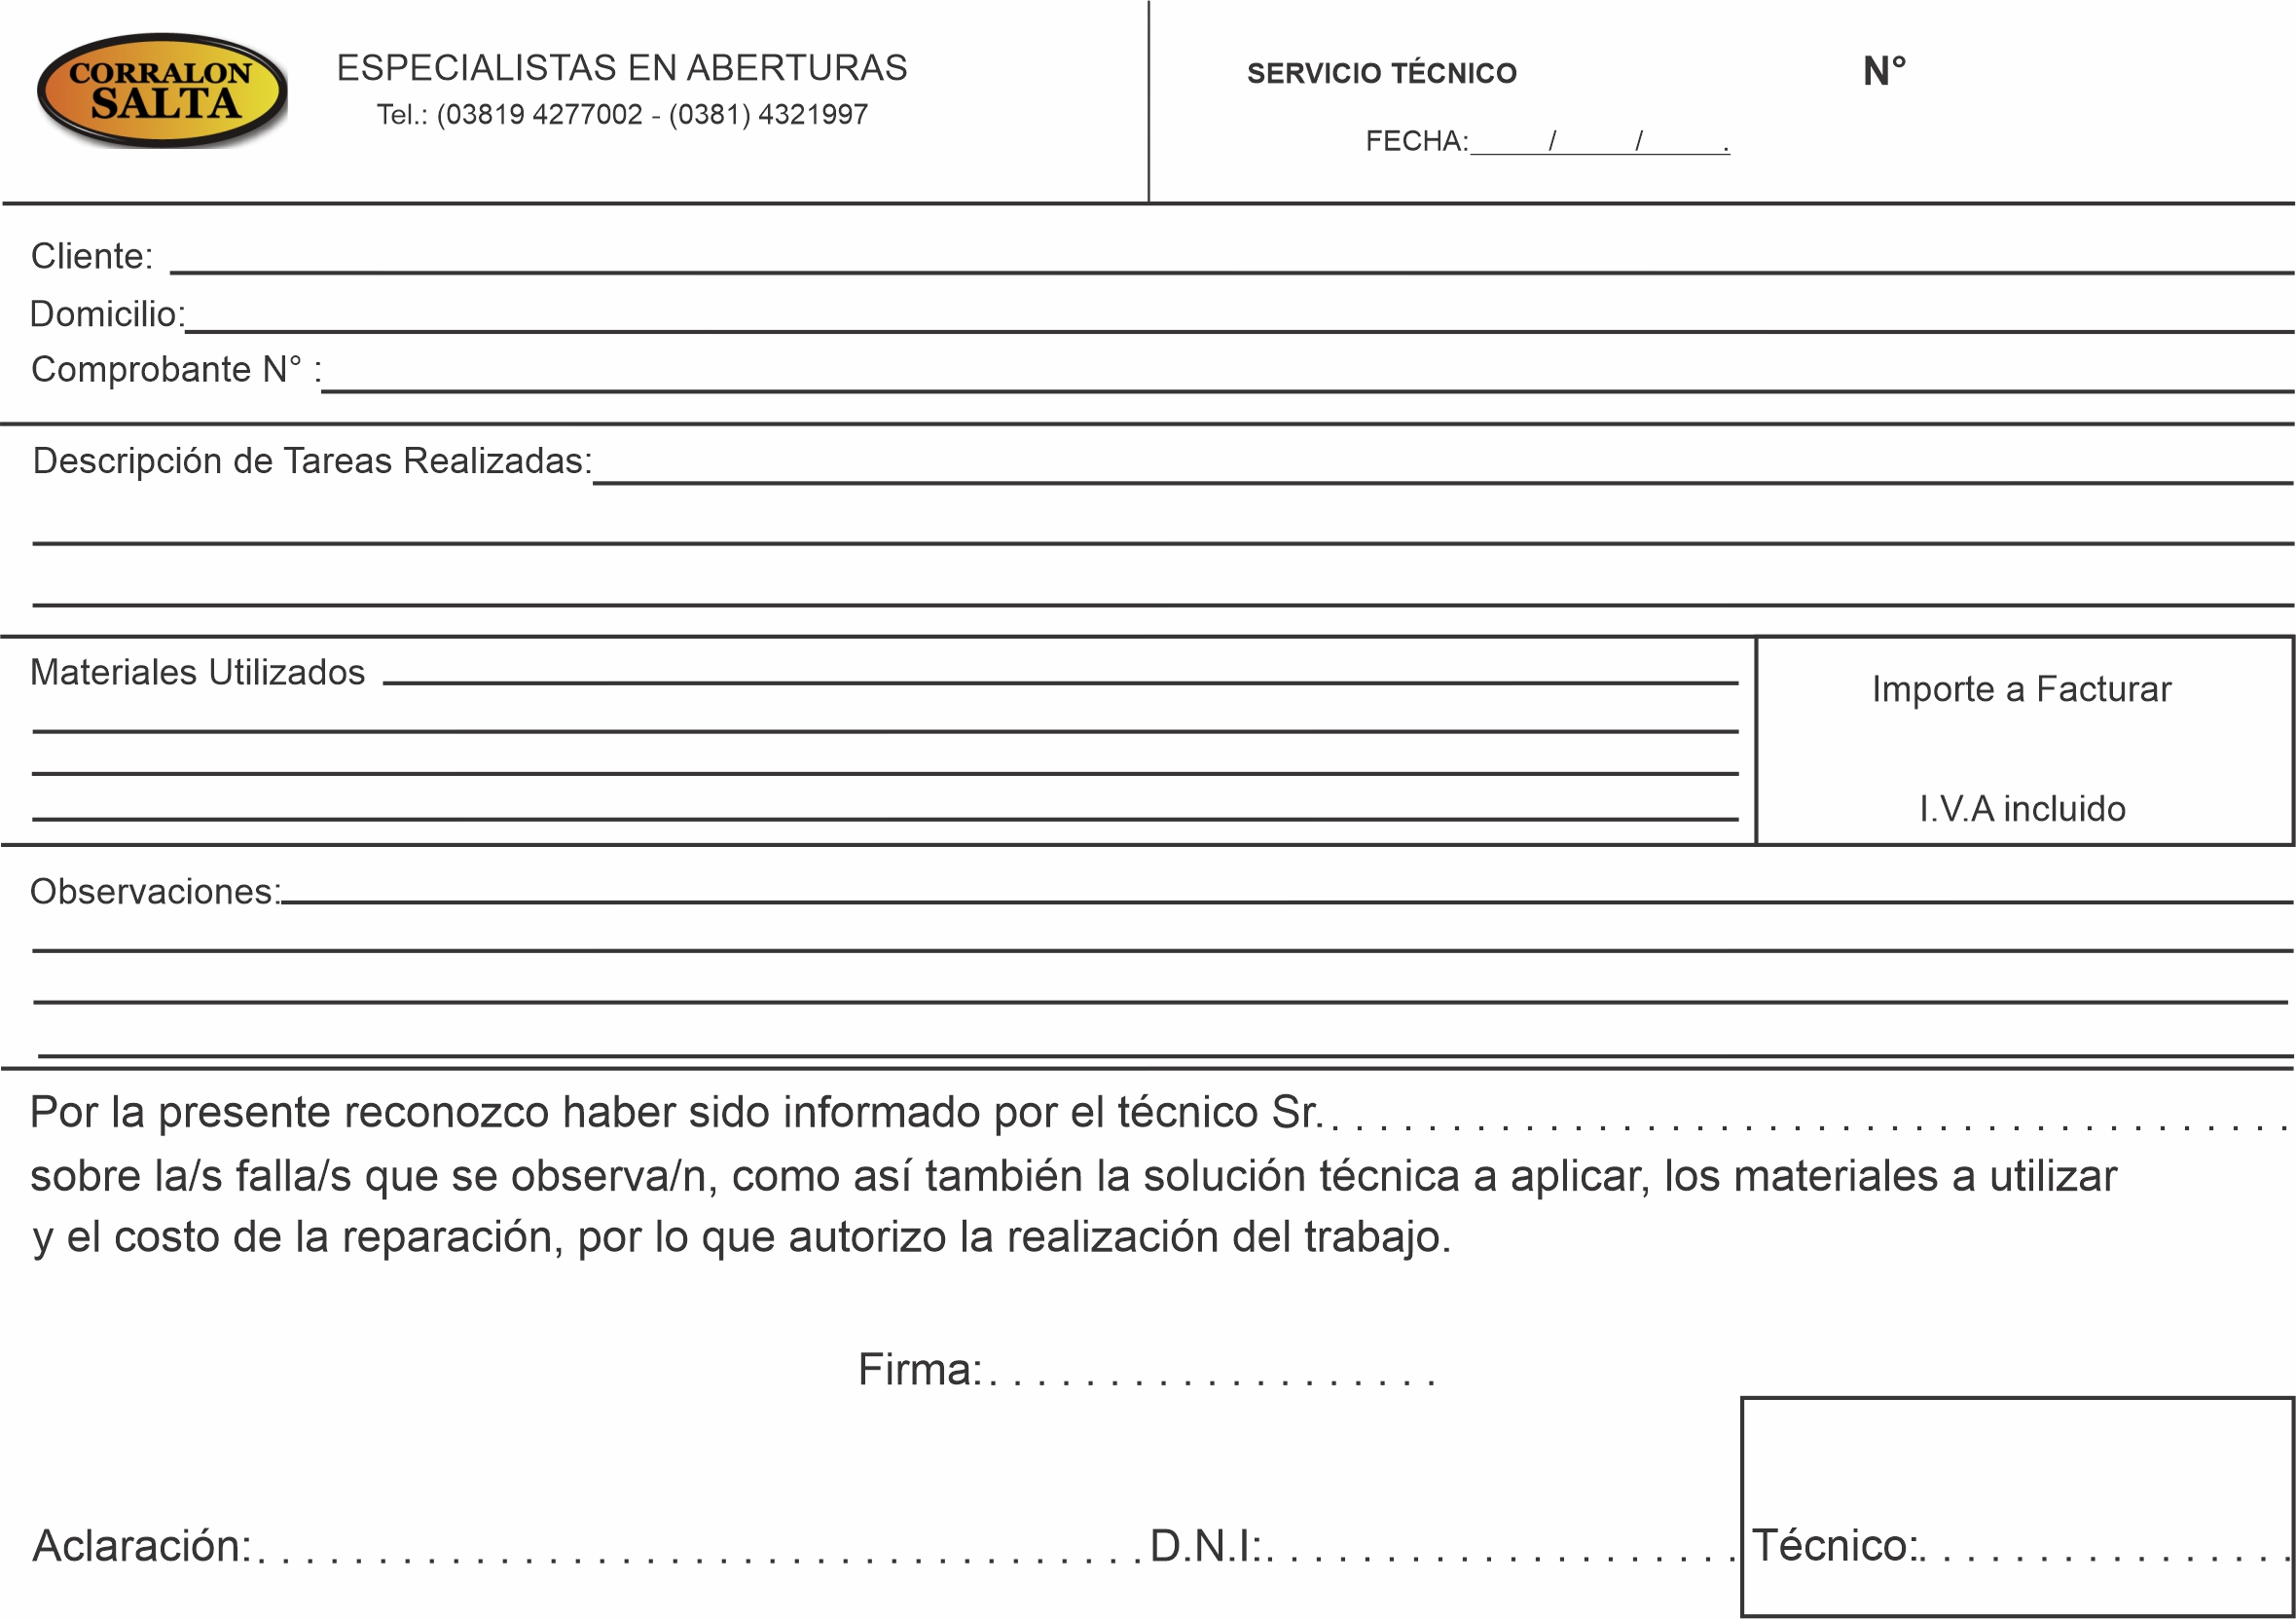 CORRALON
SALTA
ESPECIALISTAS EN ABERTURAS
Tel.: (03819 4277002 - (0381) 4321997
SERVICIO TÉCNICO
N°
FECHA:_____/_____/_____.
Cliente:
Domicilio:
Comprobante N° :
Descripción de Tareas Realizadas:
Materiales Utilizados
Importe a Facturar
I.V.A incluido
Observaciones:
Por la presente reconozco haber sido informado por el técnico Sr. . . . . . . . . . . . . . . . . . . . . . . . . . . . . . . . . . . . . . . . .
sobre la/s falla/s que se observa/n, como así también la solución técnica a aplicar, los materiales a utilizar
y el costo de la reparación, por lo que autorizo la realización del trabajo.
Firma: . . . . . . . . . . . . . . . . . . .
Aclaración: . . . . . . . . . . . . . . . . . . . . . . . . . . . . . . . . . . . . . D.N.I: . . . . . . . . . . . . . . . . . . . . Técnico: . . . . . . . . . . . . . . . .